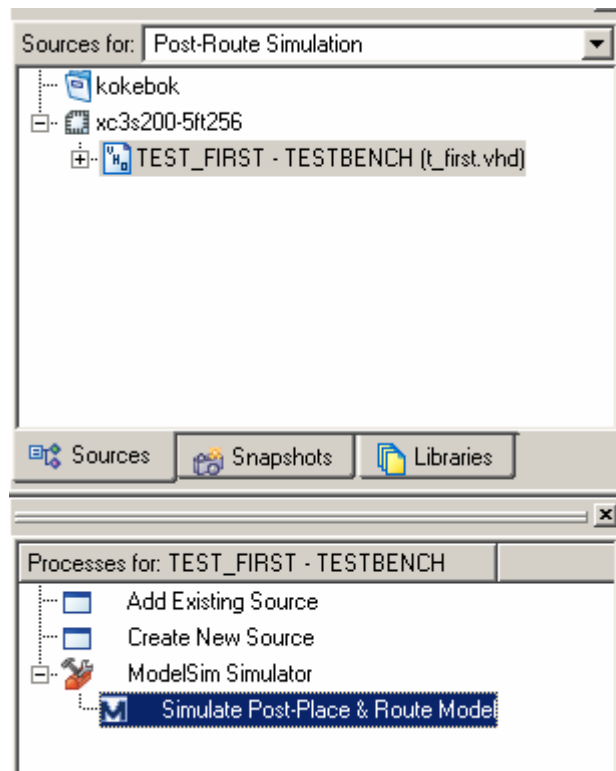 Sources for: Post-Route Simulation
kokebok
xc3s200-5ft256
TEST_FIRST - TESTBENCH (t_first.vhd)
Sources Snapshots Libraries
Processes for: TEST_FIRST - TESTBENCH
Add Existing Source
Create New Source
ModelSim Simulator
Simulate Post-Place & Route Model